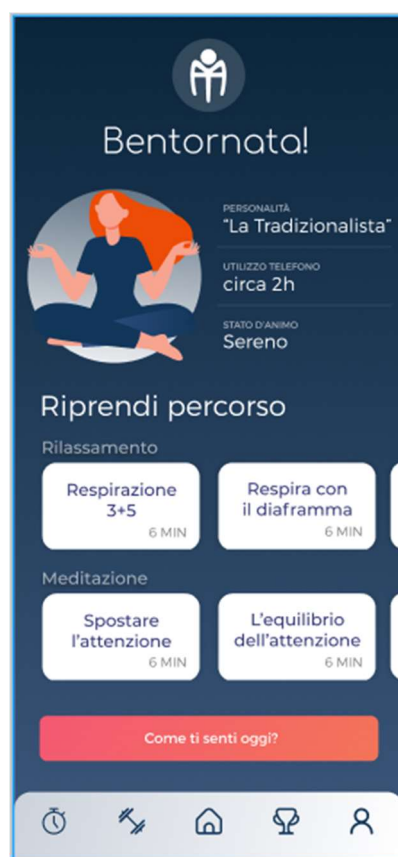 Bentornata!
PERSONALITÀ
“La Tradizionalista”
UTILIZZO TELEFONO
circa 2h
STATO D'ANIMO
Sereno
Riprendi percorso
Rilassamento
Respirazione
3+5
6 MIN
Respira con
il diaframma
6 MIN
Meditazione
Spostare
l'attenzione
6 MIN
L'equilibrio
dell'attenzione
6 MIN
Come ti senti oggi?